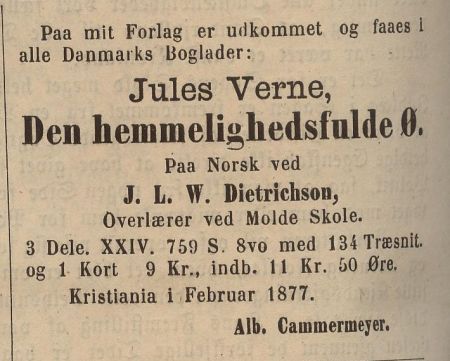 Paa mit Forlag er udkommet og faaes i
alle Danmarks Boglader:
Jules Verne,
Den hemmelighedsfulde Ø.
Paa Norsk ved
J. L. W. Dietrichson,
Overlærer ved Molde Skole.
3 Dele. XXIV. 759 S. 8vo med 134 Træsnit.
og 1 Kort 9 Kr., indb. 11 Kr. 50 Øre.
Kristiania i Februar 1877.
Alb. Cammermeyer.